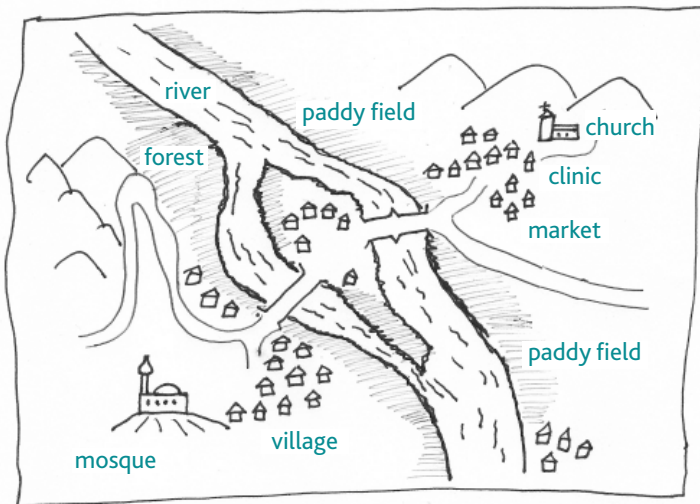 river
paddy field
church
forest
clinic
market
paddy field
village
mosque